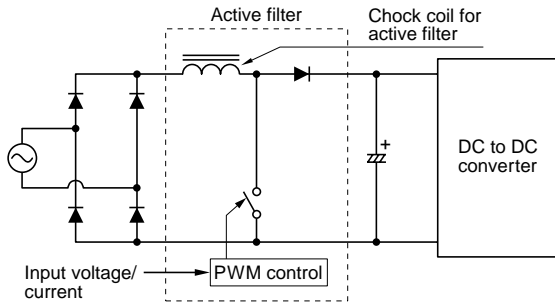 Active filter
Chock coil for
active filter
+
DC to DC
converter
Input voltage/
current
PWM control